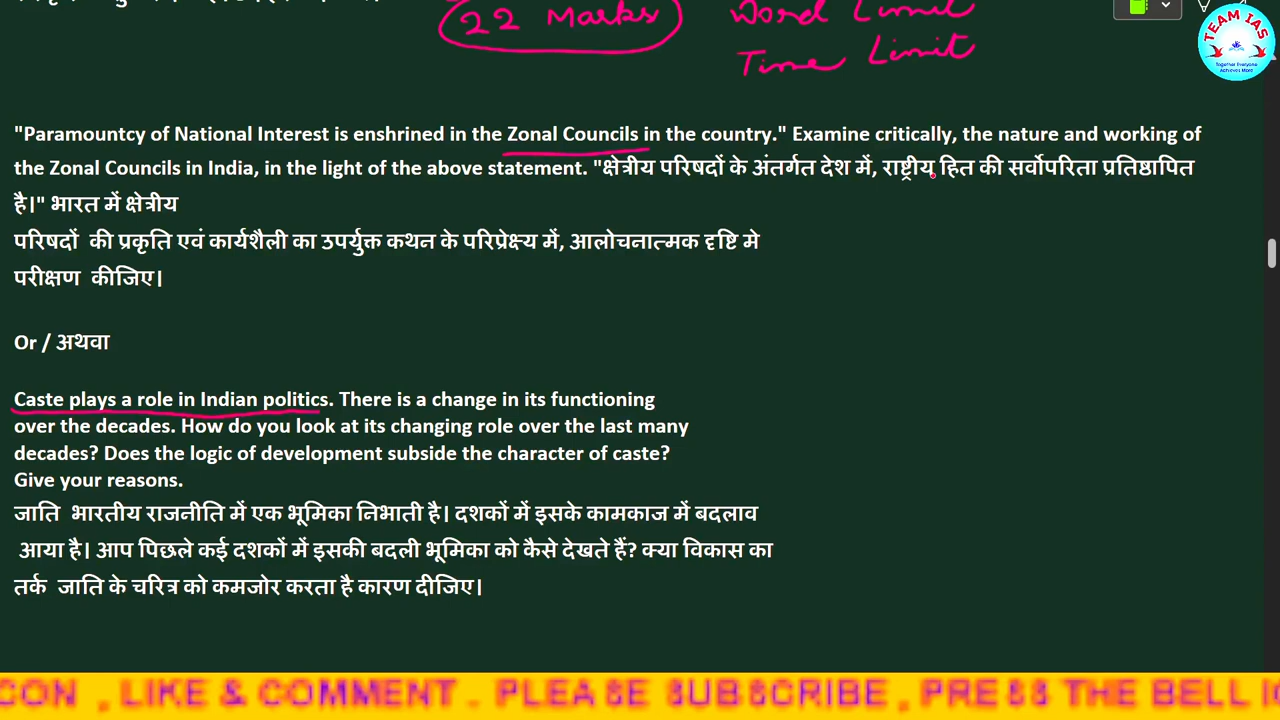 22 Marks
Word Limit
Time Limit
TEAM IAS
Together Everyone
Achieves More
"Paramountcy of National Interest is enshrined in the Zonal Councils in the country." Examine critically, the nature and working of
the Zonal Councils in India, in the light of the above statement. "क्षेत्रीय परिषदों के अंतर्गत देश में, राष्ट्रीय हित की सर्वोपरिता प्रतिष्ठापित
है।" भारत में क्षेत्रीय
परिषदों की प्रकृति एवं कार्यशैली का उपर्युक्त कथन के परिप्रेक्ष्य में, आलोचनात्मक दृष्टि मे
परीक्षण कीजिए।
Or / अथवा
Caste plays a role in Indian politics. There is a change in its functioning
over the decades. How do you look at its changing role over the last many
decades? Does the logic of development subside the character of caste?
Give your reasons.
जाति भारतीय राजनीति में एक भूमिका निभाती है। दशकों में इसके कामकाज में बदलाव
आया है। आप पिछले कई दशकों में इसकी बदली भूमिका को कैसे देखते हैं? क्या विकास का
तर्क जाति के चरित्र को कमजोर करता है कारण दीजिए।
CON , LIKE & COMMENT . PLEASE SUBSCRIBE , PRESS THE BELL IC